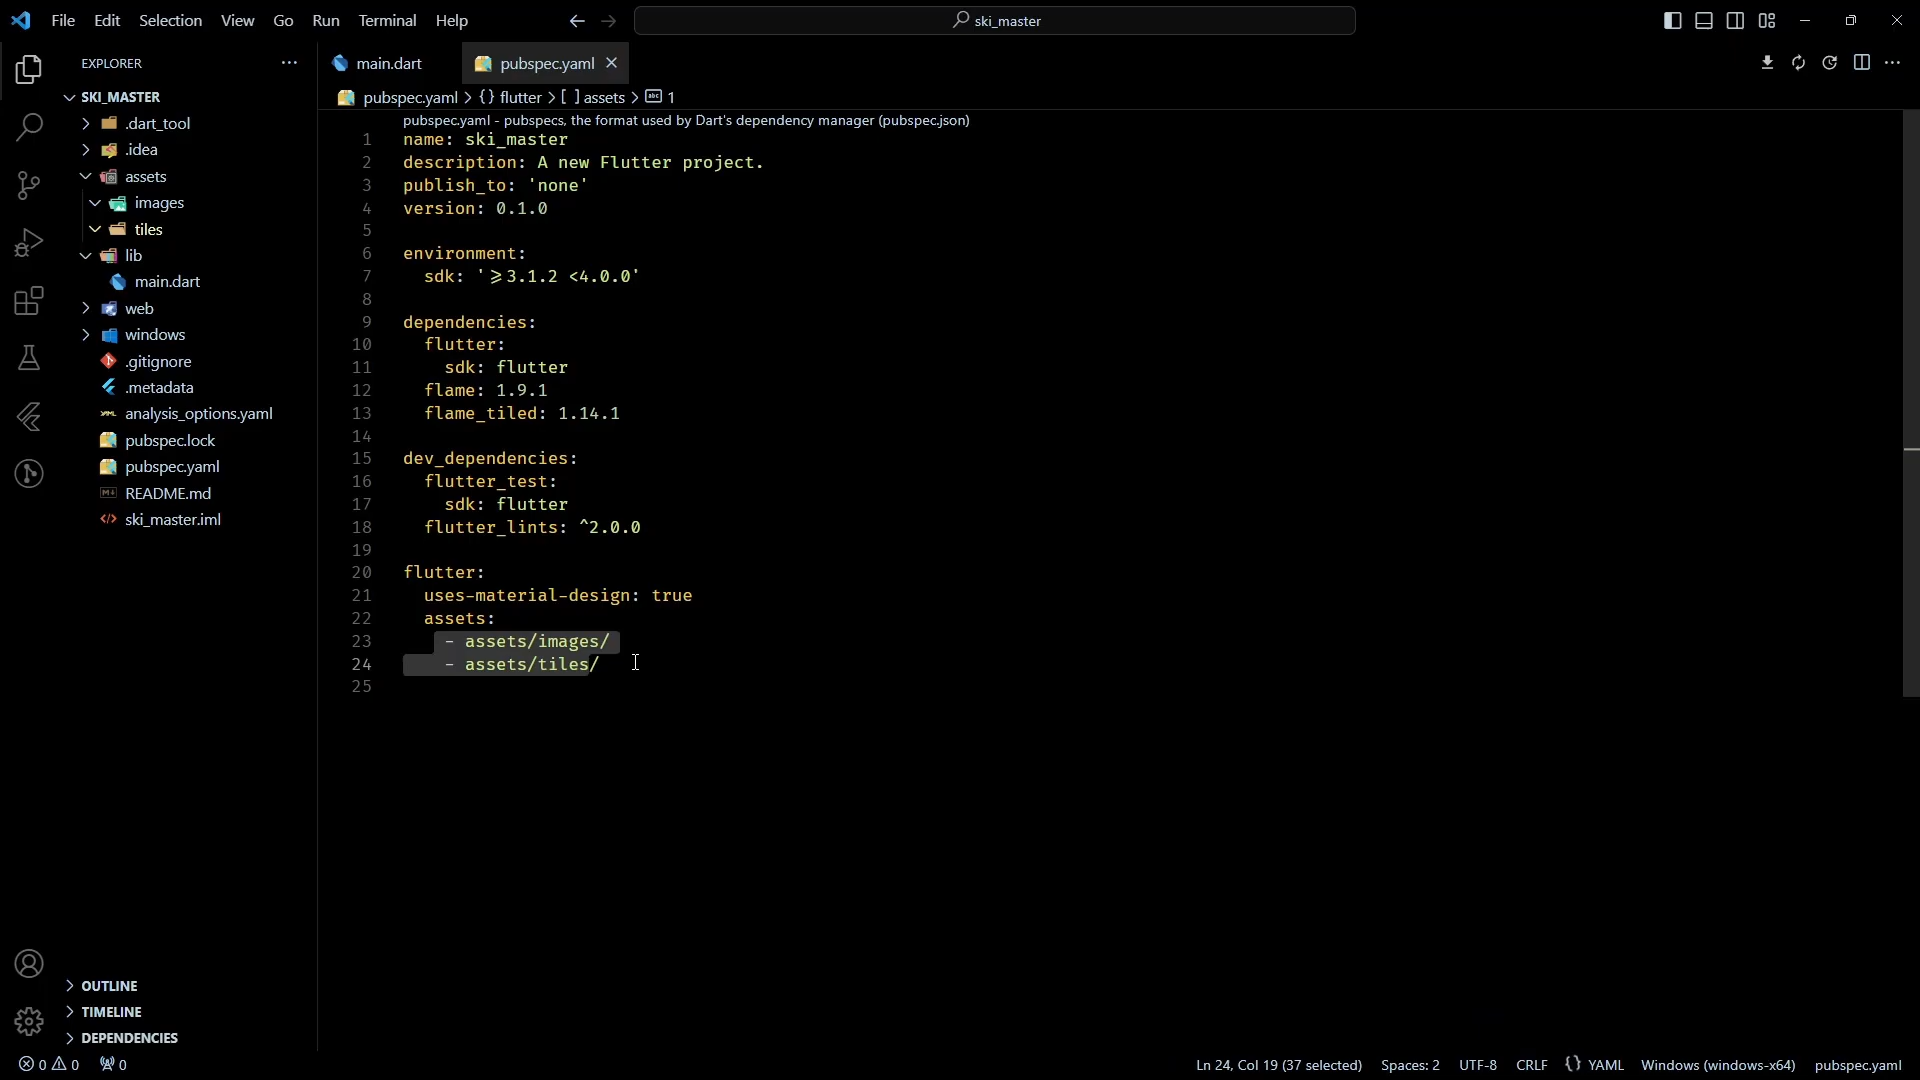 File Edit Selection View Go Run Terminal Help
ski_master
EXPLORER
SKI_MASTER
.dart_tool
.idea
assets
images
tiles
lib
main.dart
web
windows
.gitignore
.metadata
analysis_options.yaml
pubspec.lock
pubspec.yaml
README.md
ski_master.iml
OUTLINE
TIMELINE
DEPENDENCIES
main.dart
pubspec.yaml
pubspec.yaml > {} flutter > [ ] assets > abc 1
pubspec.yaml - pubspecs, the format used by Dart's dependency manager (pubspec.json)
1 name: ski_master
2 description: A new Flutter project.
3 publish_to: 'none'
4 version: 0.1.0
5
6 environment:
7 sdk: '>=3.1.2 <4.0.0'
8
9 dependencies:
10 flutter:
11 sdk: flutter
12 flame: 1.9.1
13 flame_tiled: 1.14.1
14
15 dev_dependencies:
16 flutter_test:
17 sdk: flutter
18 flutter_lints: ^2.0.0
19
20 flutter:
21 uses-material-design: true
22 assets:
23 - assets/images/
24 - assets/tiles/
25
0 0 0
Ln 24, Col 19 (37 selected) Spaces: 2 UTF-8 CRLF {} YAML Windows (windows-x64) pubspec.yaml